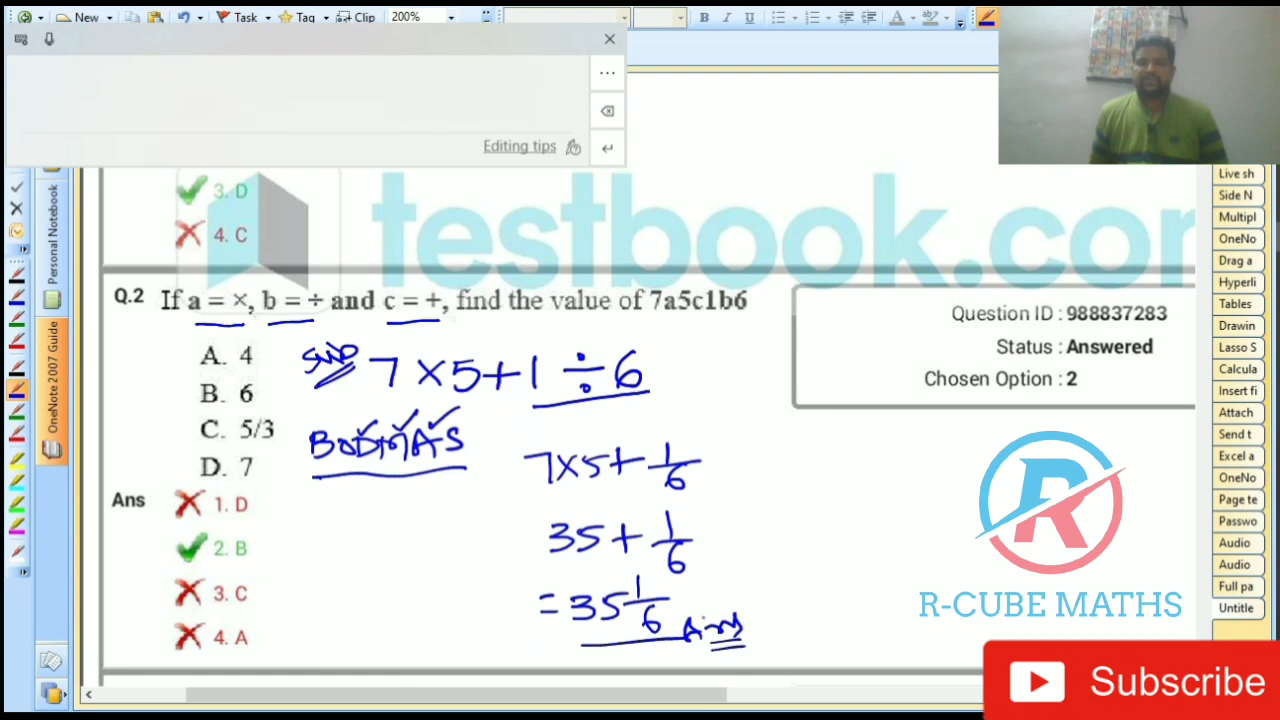 New Task Tag Clip 200% B I U A ab
Editing tips
3. D
4. C
testbook.com
Personal Notebook
OneNote 2007 Guide
Q.2 If a = ×, b = ÷ and c = +, find the value of 7a5c1b6
A. 4
B. 6
C. 5/3
D. 7
Ans
1. D
2. B
3. C
4. A
7 × 5 + 1 ÷ 6
BODMAS
7 × 5 + 1/6
35 + 1/6
= 35 1/6 Ans
Question ID : 988837283
Status : Answered
Chosen Option : 2
R
R-CUBE MATHS
Live sh
Side N
Multipl
OneNo
Drag a
Hyperli
Tables
Drawin
Lasso S
Calcula
Insert fi
Attach
Send t
Excel a
OneNo
Page te
Passwo
Audio
Audio
Full pa
Untitle
Subscribe